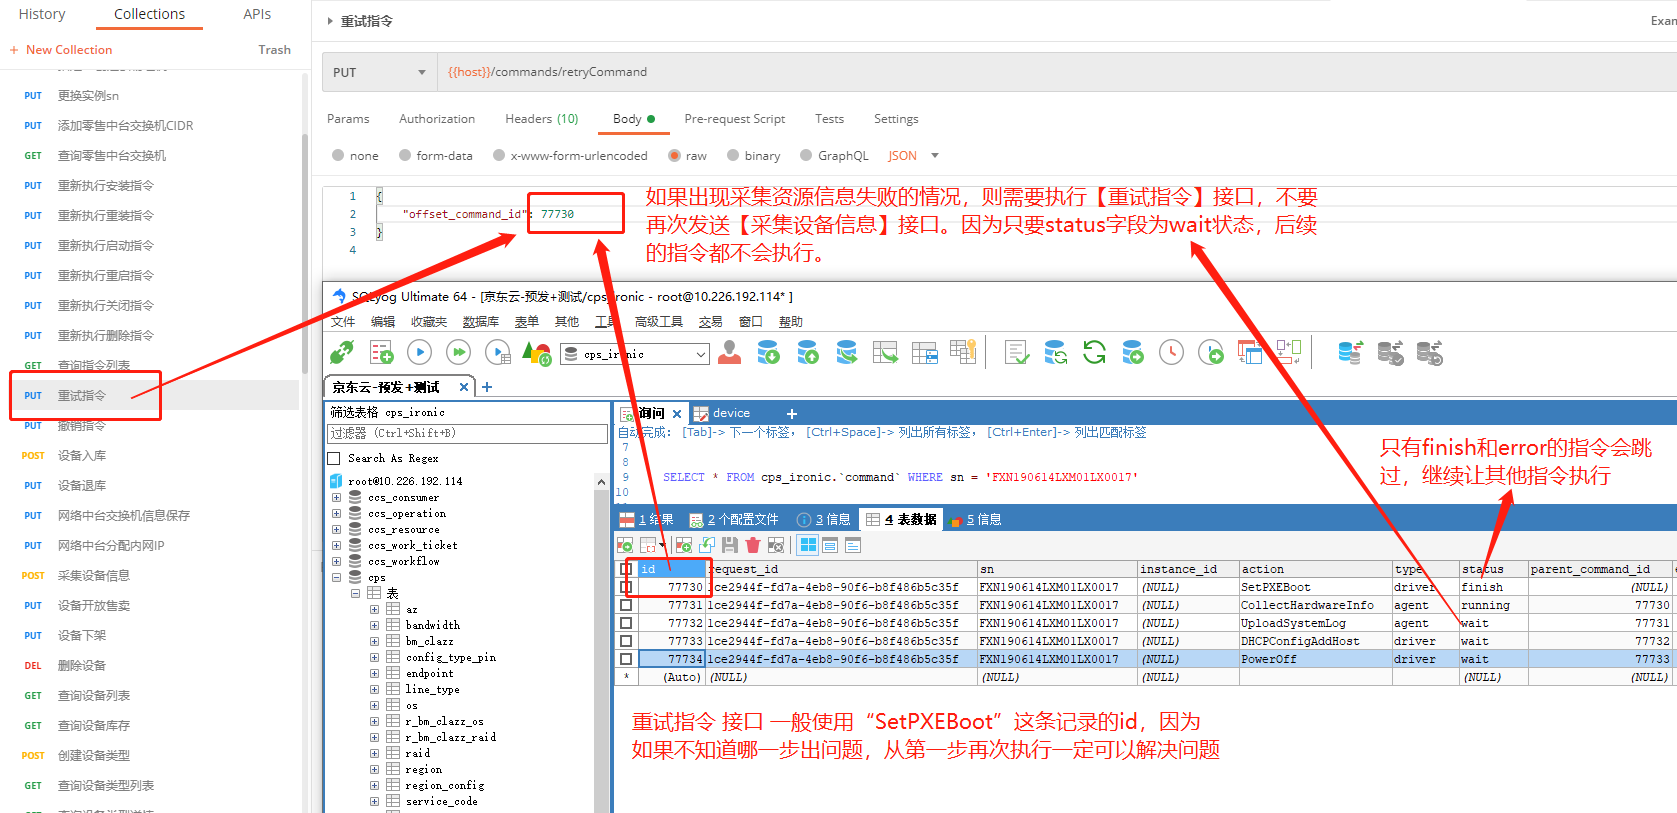 History
Collections
APIs
+ New Collection
Trash
PUT 更换实例sn
PUT 添加零售中台交换机CIDR
GET 查询零售中台交换机
PUT 重新执行安装指令
PUT 重新执行重装指令
PUT 重新执行启动指令
PUT 重新执行重启指令
PUT 重新执行关闭指令
PUT 重新执行删除指令
GET 查询指令列表
PUT 重试指令
PUT 撤销指令
POST 设备入库
PUT 设备退库
PUT 网络中台交换机信息保存
PUT 网络中台分配内网IP
POST 采集设备信息
PUT 设备开放售卖
PUT 设备下架
DEL 删除设备
GET 查询设备列表
GET 查询设备库存
POST 创建设备类型
GET 查询设备类型列表
重试指令
Exam
PUT
{{host}}/commands/retryCommand
Params
Authorization
Headers (10)
Body
Pre-request Script
Tests
Settings
none
form-data
x-www-form-urlencoded
raw
binary
GraphQL
JSON
1 {
2 "offset_command_id": 77730
3 }
4
如果出现采集资源信息失败的情况，则需要执行【重试指令】接口，不要
再次发送【采集设备信息】接口。因为只要status字段为wait状态，后续
的指令都不会执行。
SQLyog Ultimate 64 - [京东云-预发+测试/cps_ironic - root@10.226.192.114* ]
文件 编辑 收藏夹 数据库 表单 其他 工具 高级工具 交易 窗口 帮助
cps_ironic
京东云-预发+测试
筛选表格 cps_ironic
过滤器 (Ctrl+Shift+B)
Search As Regex
root@10.226.192.114
ccs_consumer
ccs_operation
ccs_resource
ccs_work_ticket
ccs_workflow
cps
表
az
bandwidth
bm_clazz
config_type_pin
endpoint
line_type
os
r_bm_clazz_os
r_bm_clazz_raid
raid
region
region_config
service_code
询问
device
自动完成: [Tab]-> 下一个标签, [Ctrl+Space]-> 列出所有标签, [Ctrl+Enter]-> 列出匹配标签
7
8
9 SELECT * FROM cps_ironic.`command` WHERE sn = 'FXN190614LXM01LX0017'
10
只有finish和error的指令会跳
过，继续让其他指令执行
1 结果
2 个配置文件
3 信息
4 表数据
5 信息
id request_id sn instance_id action type status parent_command_id
77730 1ce2944f-fd7a-4eb8-90f6-b8f486b5c35f FXN190614LXM01LX0017 (NULL) SetPXEBoot driver finish (NULL)
77731 1ce2944f-fd7a-4eb8-90f6-b8f486b5c35f FXN190614LXM01LX0017 (NULL) CollectHardwareInfo agent running 77730
77732 1ce2944f-fd7a-4eb8-90f6-b8f486b5c35f FXN190614LXM01LX0017 (NULL) UploadSystemLog agent wait 77731
77733 1ce2944f-fd7a-4eb8-90f6-b8f486b5c35f FXN190614LXM01LX0017 (NULL) DHCPConfigAddHost driver wait 77732
77734 1ce2944f-fd7a-4eb8-90f6-b8f486b5c35f FXN190614LXM01LX0017 (NULL) PowerOff driver wait 77733
* (Auto) (NULL) (NULL) (NULL) (NULL) (NULL)
重试指令 接口 一般使用“SetPXEBoot”这条记录的id，因为
如果不知道哪一步出问题，从第一步再次执行一定可以解决问题